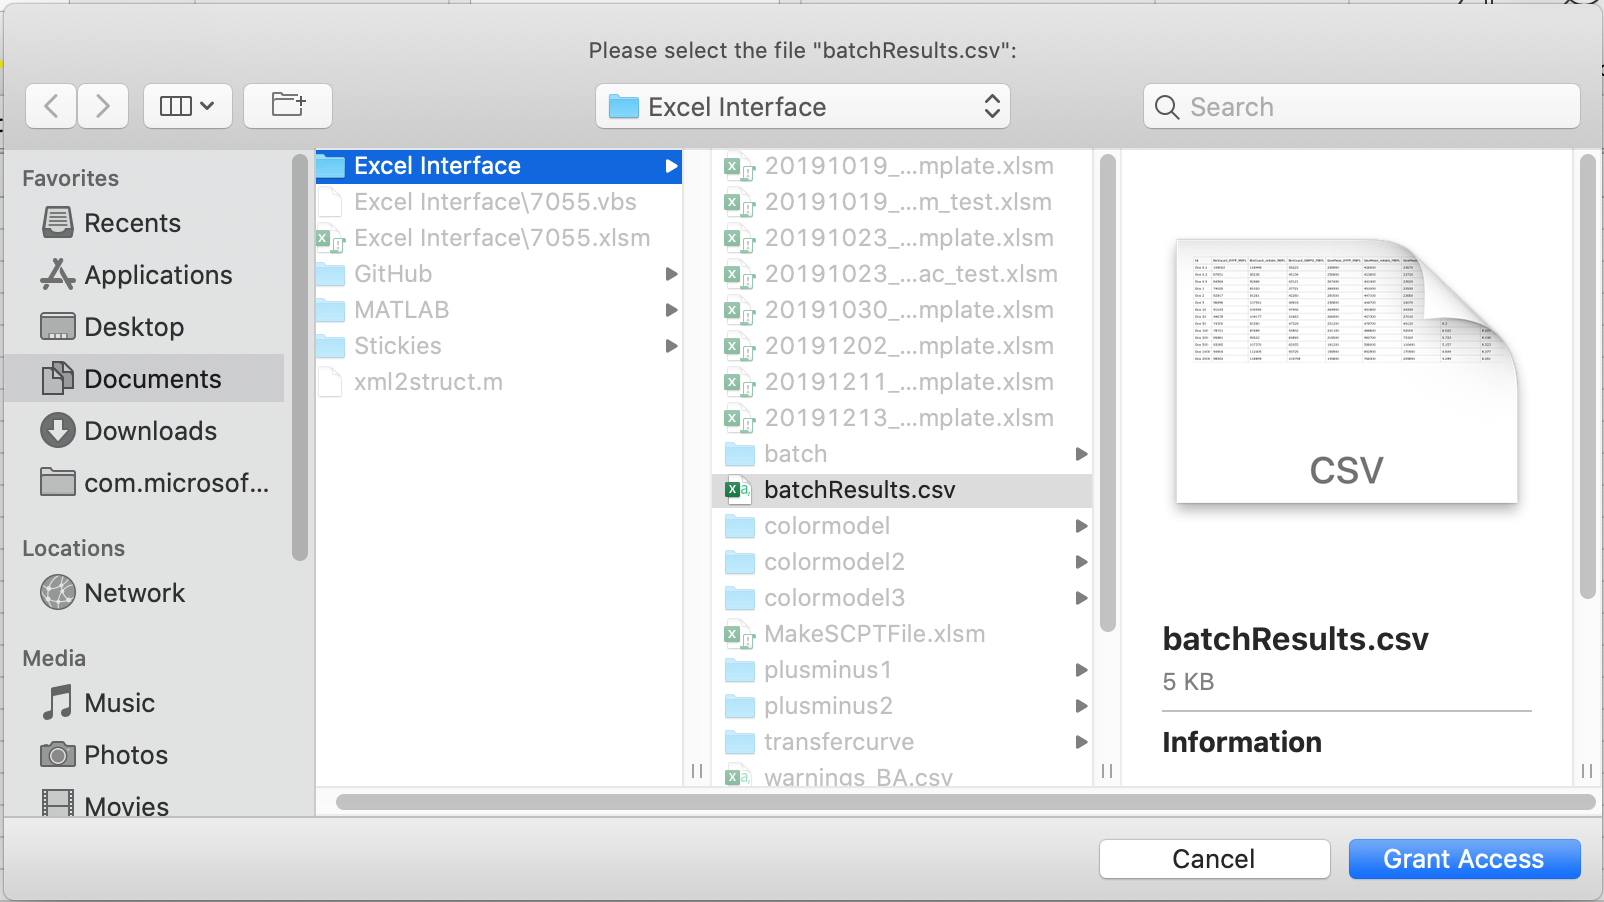 Please select the file "batchResults.csv":
Excel Interface
Search
Favorites
Recents
Applications
Desktop
Documents
Downloads
com.microsof...
Locations
Network
Media
Music
Photos
Movies
Excel Interface
Excel Interface\7055.vbs
Excel Interface\7055.xlsm
GitHub
MATLAB
Stickies
xml2struct.m
20191019_...mplate.xlsm
20191019_...m_test.xlsm
20191023_...mplate.xlsm
20191023_...ac_test.xlsm
20191030_...mplate.xlsm
20191202_...mplate.xlsm
20191211_...mplate.xlsm
20191213_...mplate.xlsm
batch
batchResults.csv
colormodel
colormodel2
colormodel3
MakeSCPTFile.xlsm
plusminus1
plusminus2
transfercurve
warnings_BA.csv
CSV
batchResults.csv
5 KB
Information
Cancel
Grant Access